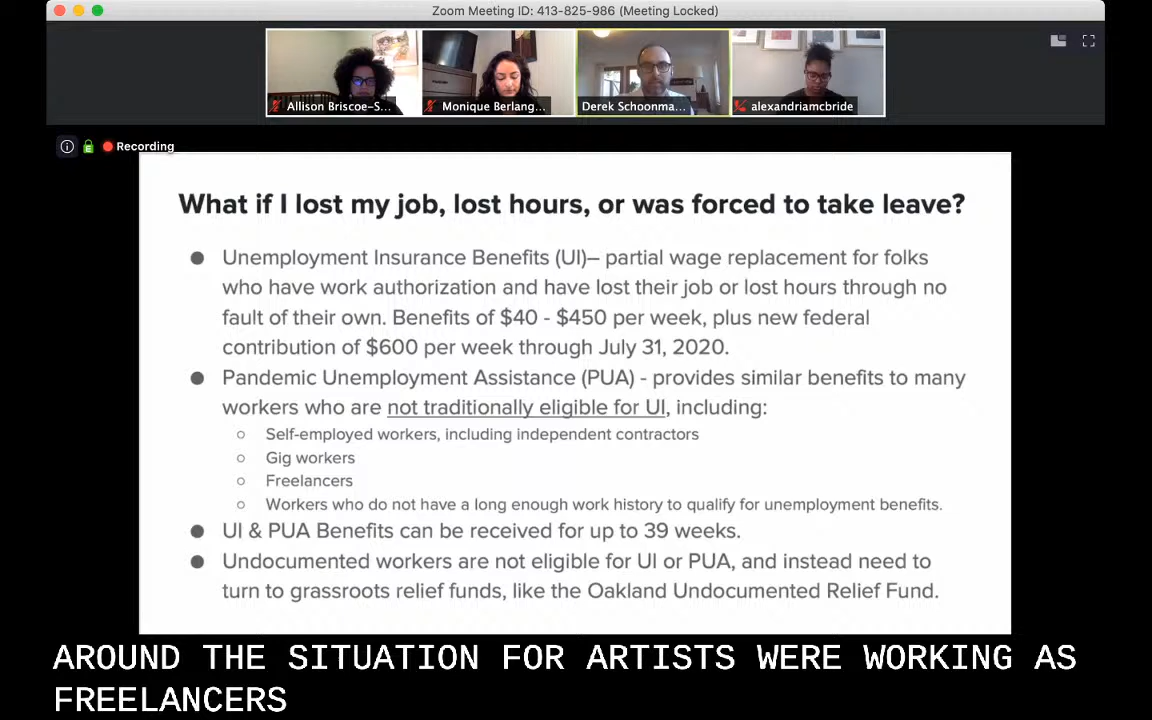 Zoom Meeting ID: 413-825-986 (Meeting Locked)
Allison Briscoe-S...
Monique Berlang...
Derek Schoonma...
alexandriamcbride
Recording
What if I lost my job, lost hours, or was forced to take leave?
● Unemployment Insurance Benefits (UI)– partial wage replacement for folks
who have work authorization and have lost their job or lost hours through no
fault of their own. Benefits of $40 - $450 per week, plus new federal
contribution of $600 per week through July 31, 2020.
● Pandemic Unemployment Assistance (PUA) - provides similar benefits to many
workers who are not traditionally eligible for UI, including:
○ Self-employed workers, including independent contractors
○ Gig workers
○ Freelancers
○ Workers who do not have a long enough work history to qualify for unemployment benefits.
● UI & PUA Benefits can be received for up to 39 weeks.
● Undocumented workers are not eligible for UI or PUA, and instead need to
turn to grassroots relief funds, like the Oakland Undocumented Relief Fund.
AROUND THE SITUATION FOR ARTISTS WERE WORKING AS
FREELANCERS